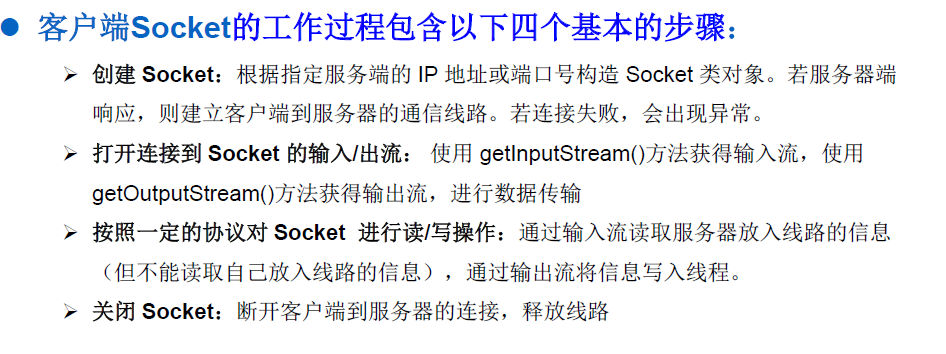 ● 客户端Socket的工作过程包含以下四个基本的步骤：
➢ 创建 Socket：根据指定服务端的 IP 地址或端口号构造 Socket 类对象。若服务器端
响应，则建立客户端到服务器的通信线路。若连接失败，会出现异常。
➢ 打开连接到 Socket 的输入/出流： 使用 getInputStream()方法获得输入流，使用
getOutputStream()方法获得输出流，进行数据传输
➢ 按照一定的协议对 Socket 进行读/写操作：通过输入流读取服务器放入线路的信息
（但不能读取自己放入线路的信息），通过输出流将信息写入线程。
➢ 关闭 Socket：断开客户端到服务器的连接，释放线路